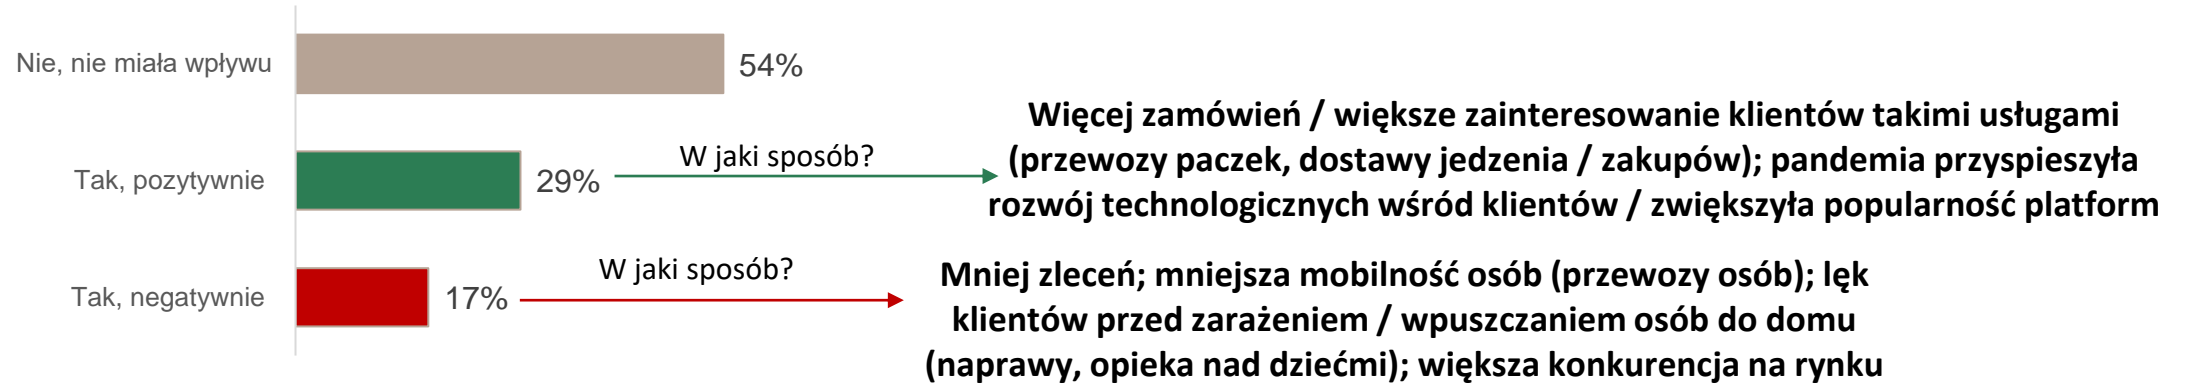 Nie, nie miała wpływu
54%
Tak, pozytywnie
29%
W jaki sposób?
Więcej zamówień / większe zainteresowanie klientów takimi usługami
(przewozy paczek, dostawy jedzenia / zakupów); pandemia przyspieszyła
rozwój technologicznych wśród klientów / zwiększyła popularność platform
Tak, negatywnie
17%
W jaki sposób?
Mniej zleceń; mniejsza mobilność osób (przewozy osób); lęk
klientów przed zarażeniem / wpuszczaniem osób do domu
(naprawy, opieka nad dziećmi); większa konkurencja na rynku